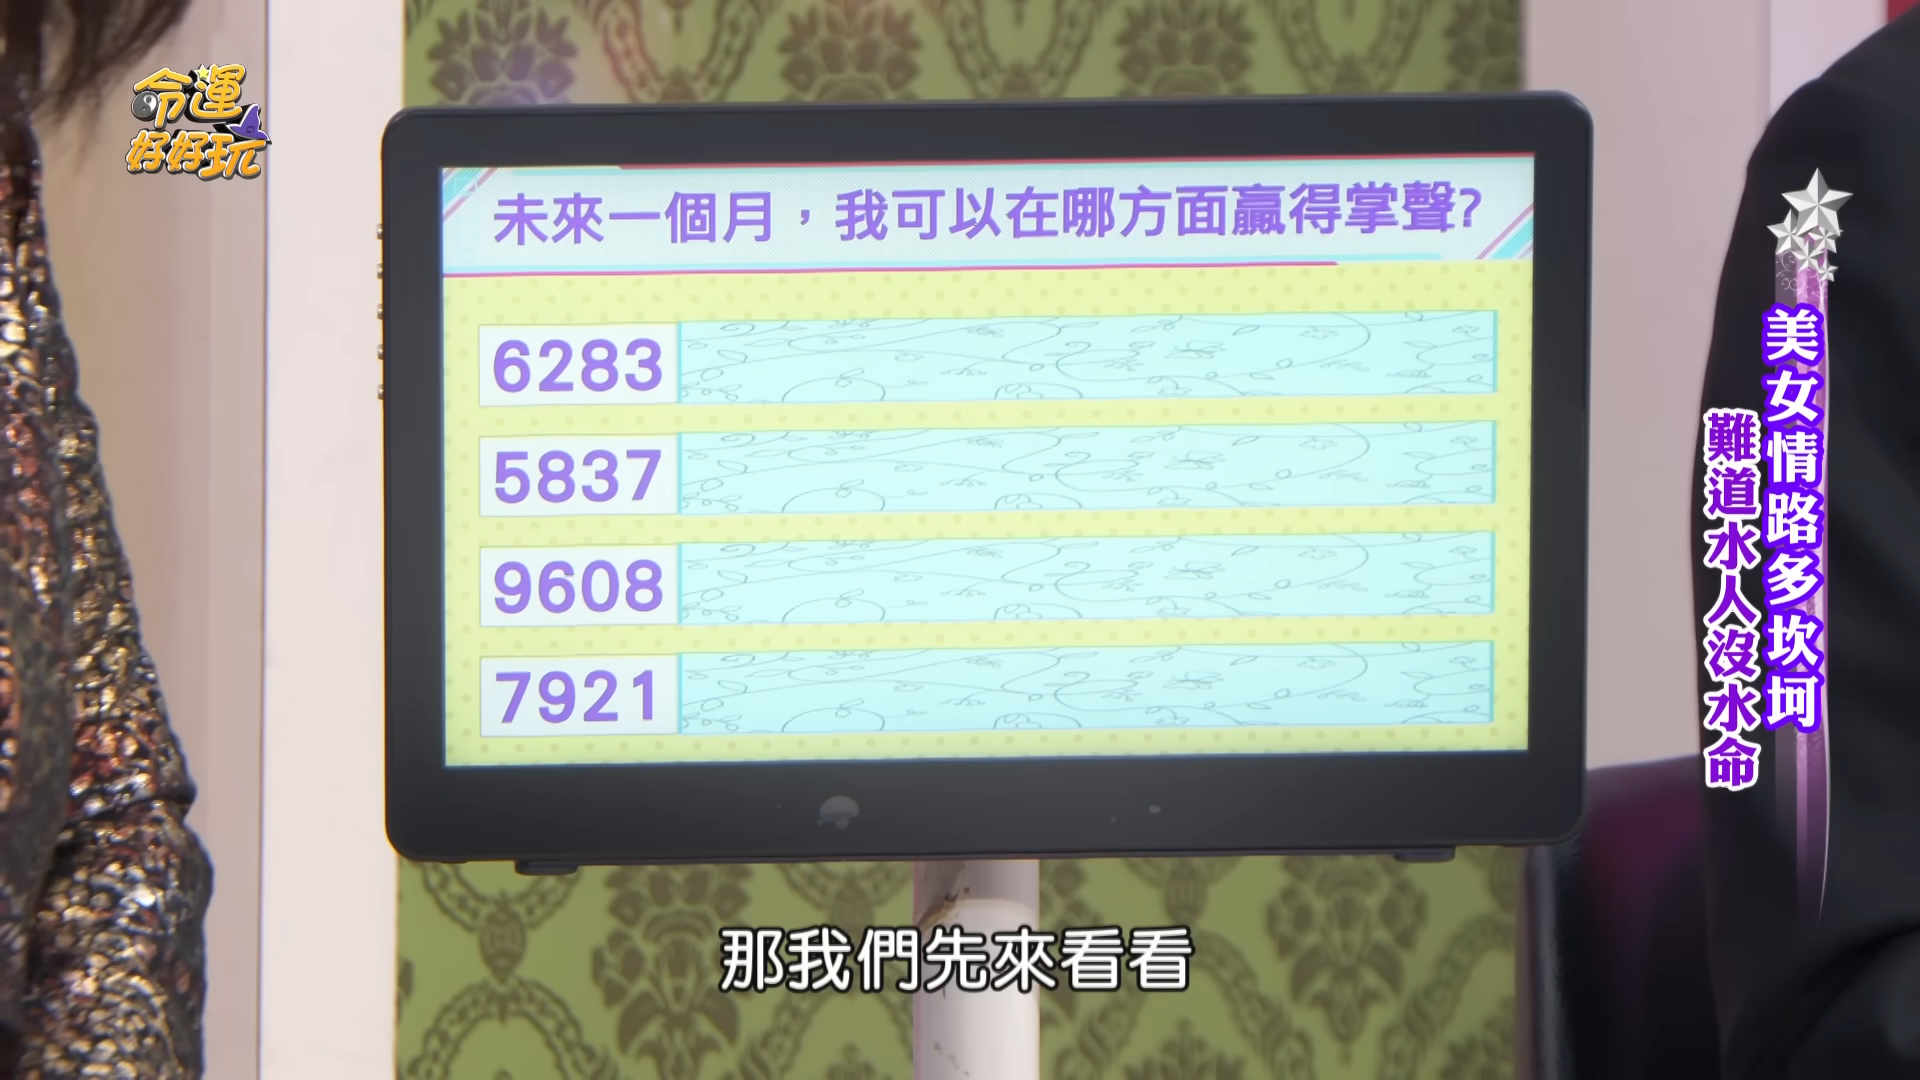 命運
好好玩
未來一個月，我可以在哪方面贏得掌聲?
6283
5837
9608
7921
美女情路多坎坷
難道水人沒水命
那我們先來看看